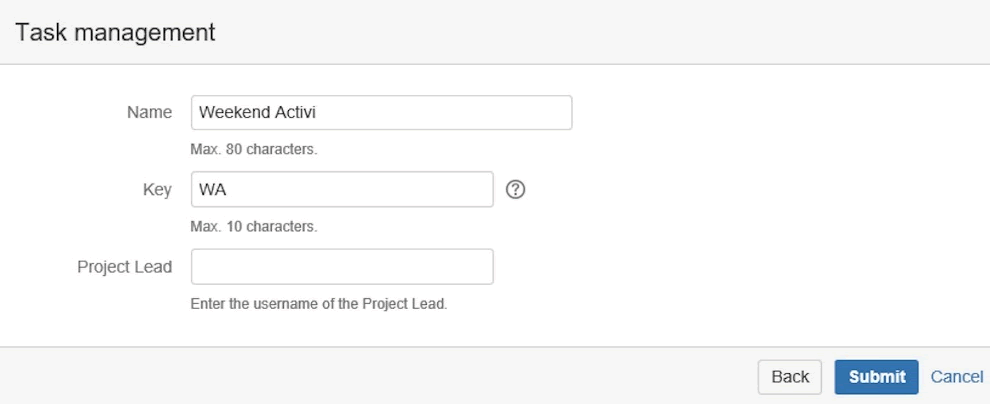 Task management
Name Weekend Activi
Max. 80 characters.
Key WA ?
Max. 10 characters.
Project Lead
Enter the username of the Project Lead.
Back Submit Cancel